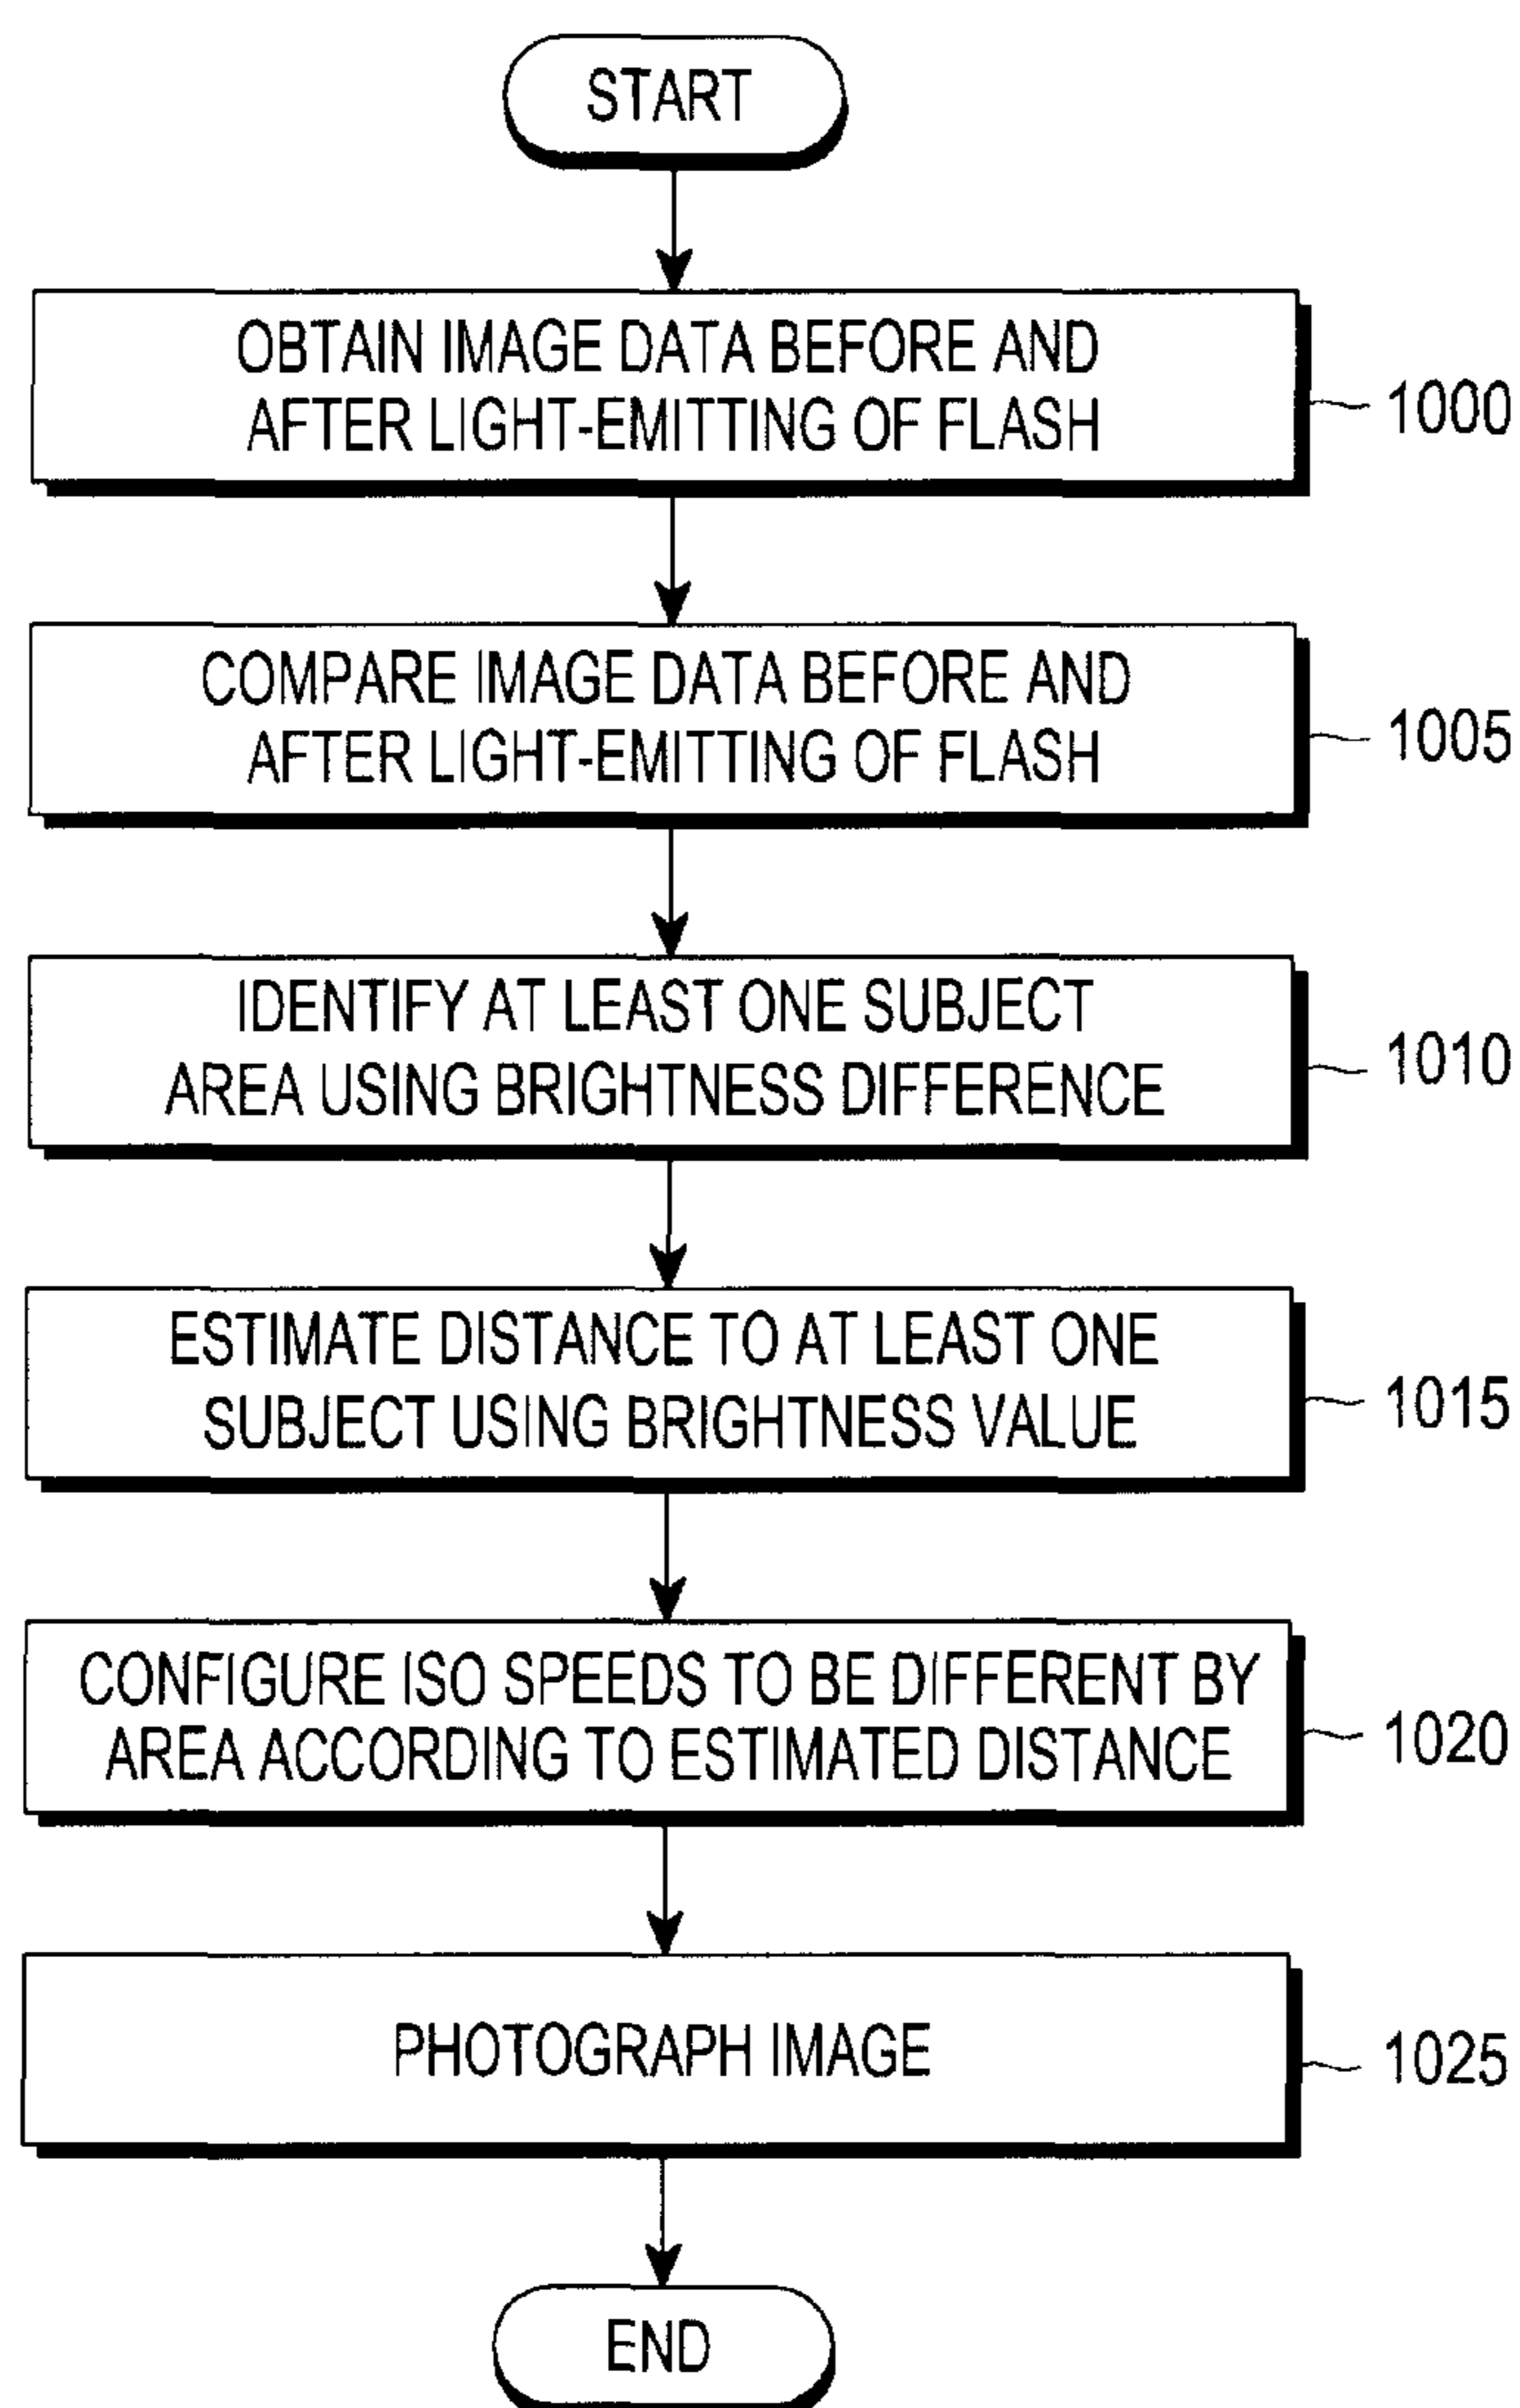 START
OBTAIN IMAGE DATA BEFORE AND
AFTER LIGHT-EMITTING OF FLASH
1000
COMPARE IMAGE DATA BEFORE AND
AFTER LIGHT-EMITTING OF FLASH
1005
IDENTIFY AT LEAST ONE SUBJECT
AREA USING BRIGHTNESS DIFFERENCE
1010
ESTIMATE DISTANCE TO AT LEAST ONE
SUBJECT USING BRIGHTNESS VALUE
1015
CONFIGURE ISO SPEEDS TO BE DIFFERENT BY
AREA ACCORDING TO ESTIMATED DISTANCE
1020
PHOTOGRAPH IMAGE
1025
END